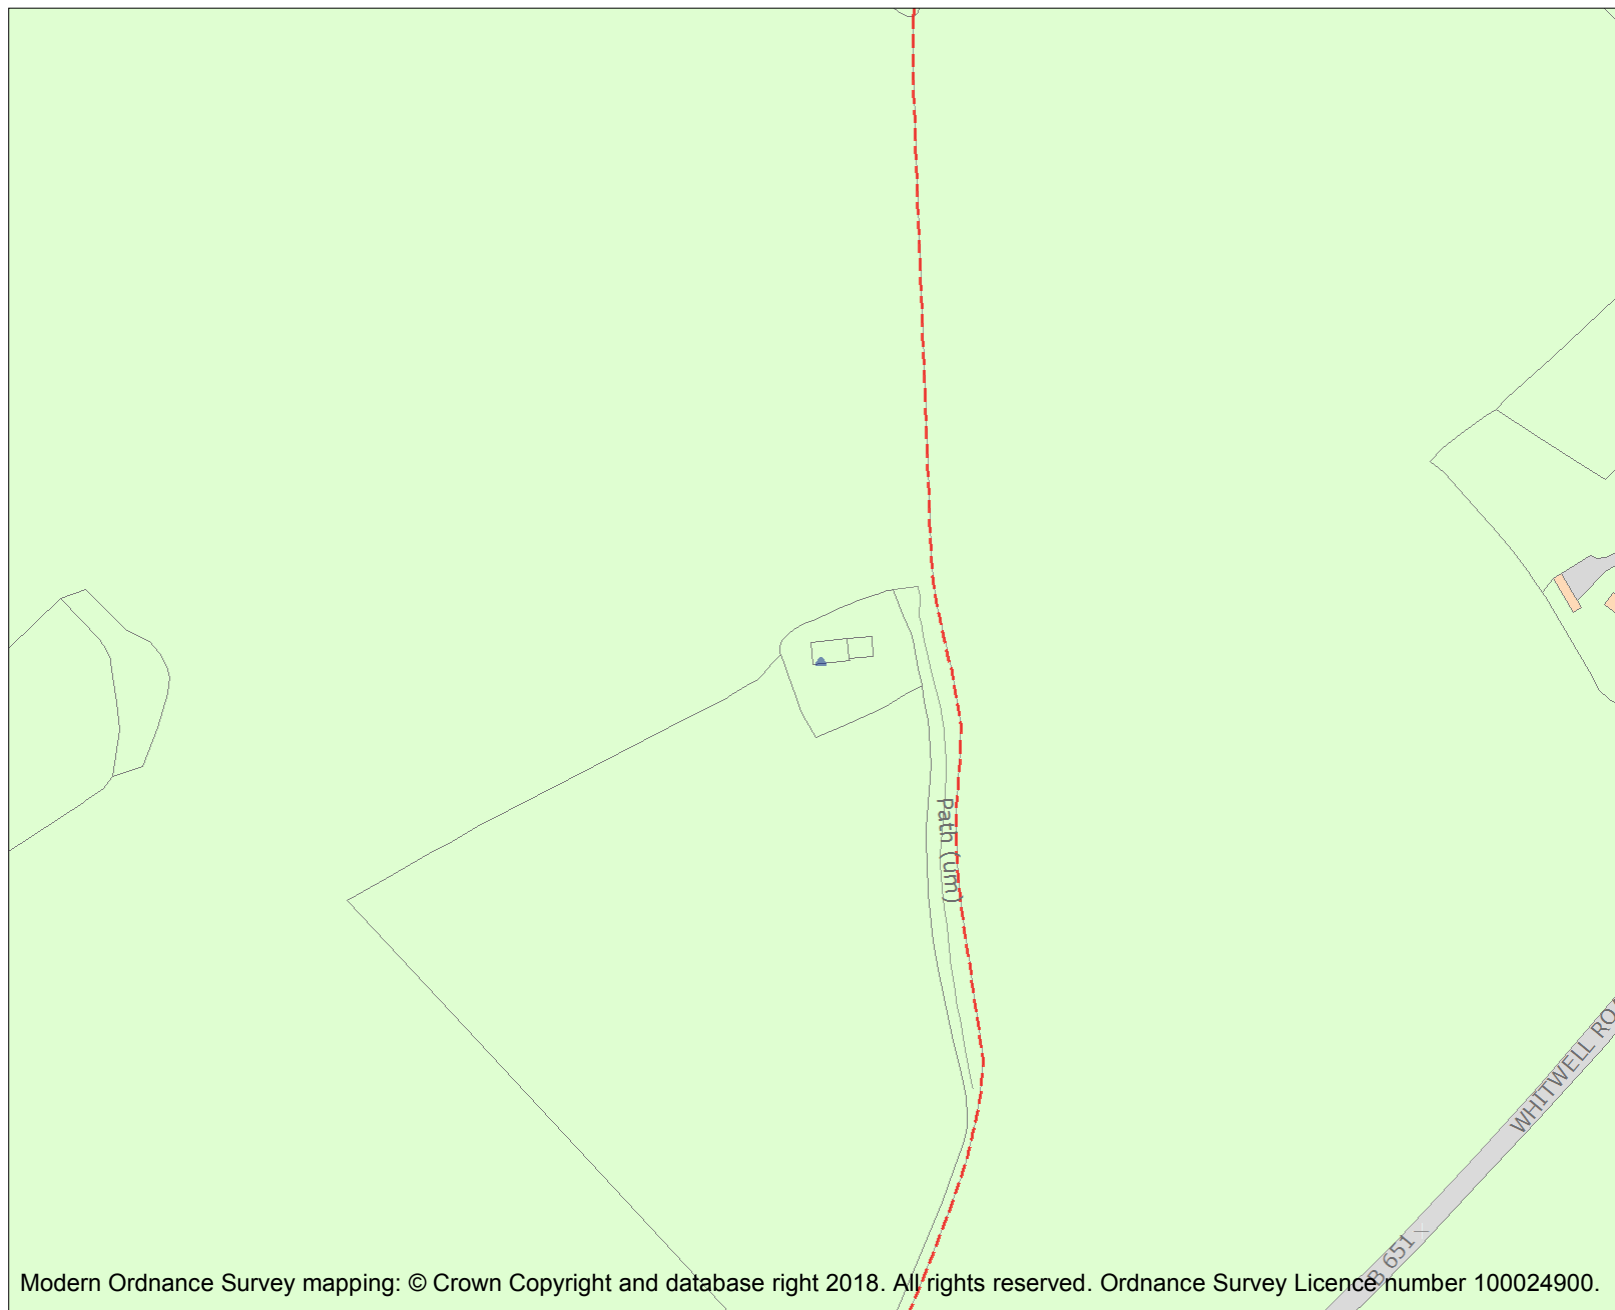 Path (um)
WHITWELL RO
B 651
Modern Ordnance Survey mapping: © Crown Copyright and database right 2018. All rights reserved. Ordnance Survey Licence number 100024900.